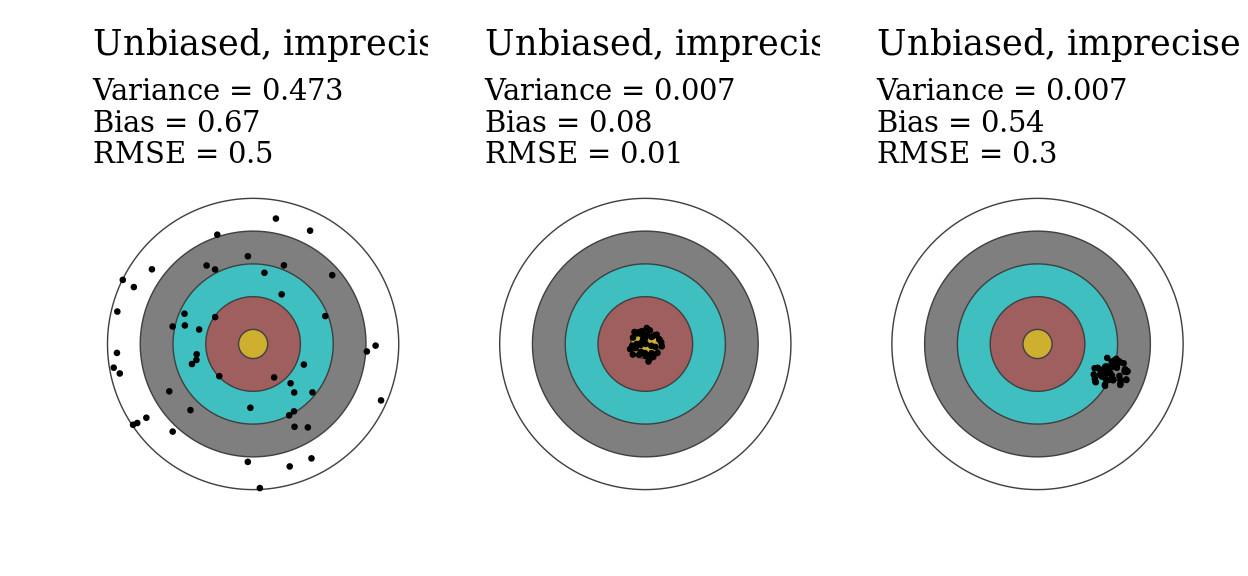 Unbiased, imprecis
Variance = 0.473
Bias = 0.67
RMSE = 0.5
Unbiased, imprecis
Variance = 0.007
Bias = 0.08
RMSE = 0.01
Unbiased, imprecise
Variance = 0.007
Bias = 0.54
RMSE = 0.3